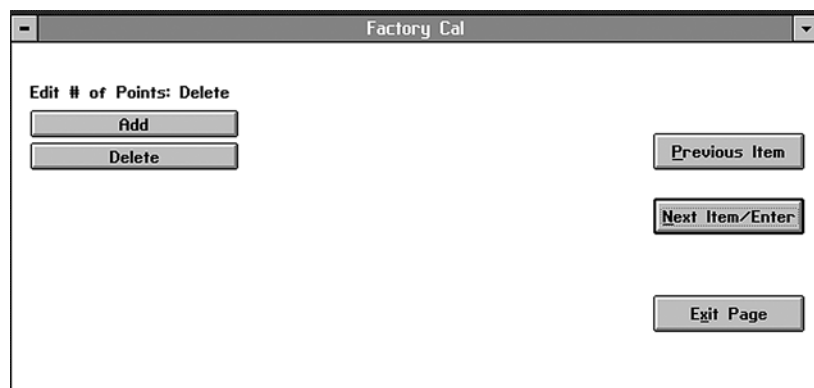 Factory Cal
Edit # of Points: Delete
Add
Delete
Previous Item
Next Item/Enter
Exit Page